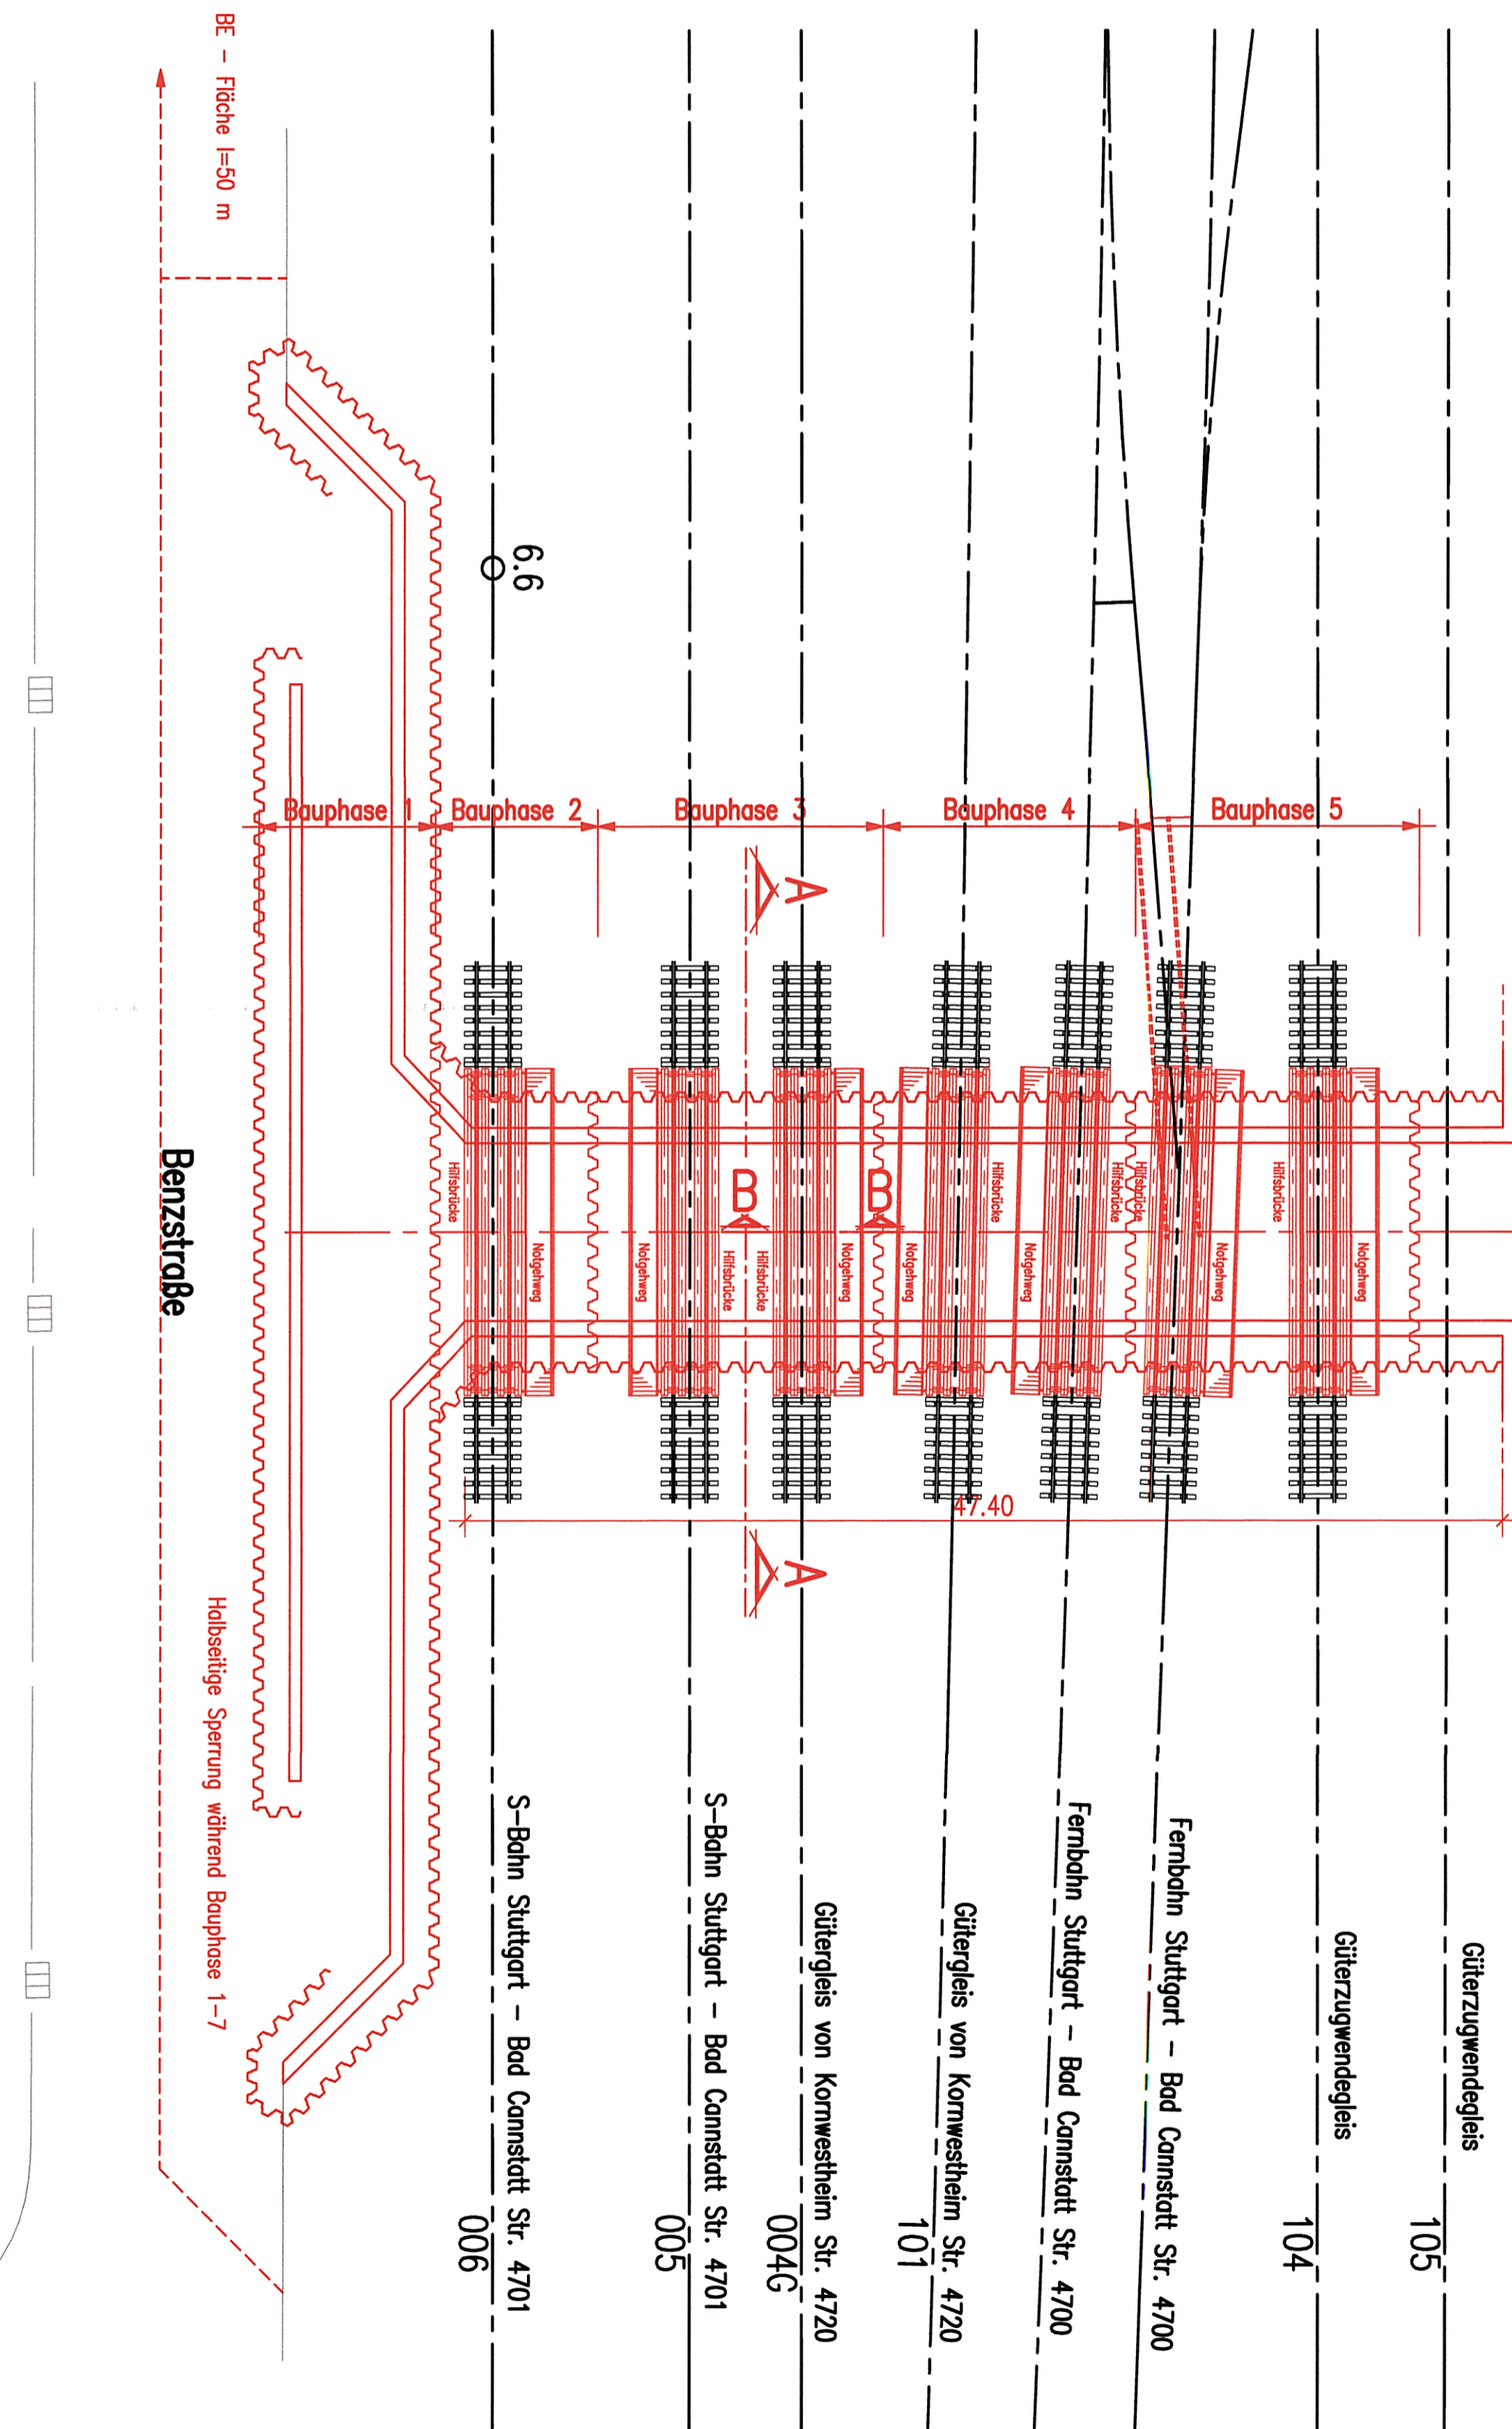 BE - Fläche l=50 m
6.6
Bauphase 1
Bauphase 2
Bauphase 3
Bauphase 4
Bauphase 5
A
Hilfsbrücke
Hilfsbrücke
Hilfsbrücke
Hilfsbrücke
Hilfsbrücke
B
B
Benzstraße
Notgehweg
Notgehweg
Hilfsbrücke
Hilfsbrücke
Notgehweg
Notgehweg
Notgehweg
Notgehweg
Notgehweg
47.40
A
Halbseitige Sperrung während Bauphase 1-7
S-Bahn Stuttgart - Bad Cannstatt Str. 4701
006
S-Bahn Stuttgart - Bad Cannstatt Str. 4701
005
Gütergleis von Kornwestheim Str. 4720
004G
Gütergleis von Kornwestheim Str. 4720
101
Fernbahn Stuttgart - Bad Cannstatt Str. 4700
Fernbahn Stuttgart - Bad Cannstatt Str. 4700
Güterzugwendegleis
104
Güterzugwendegleis
105